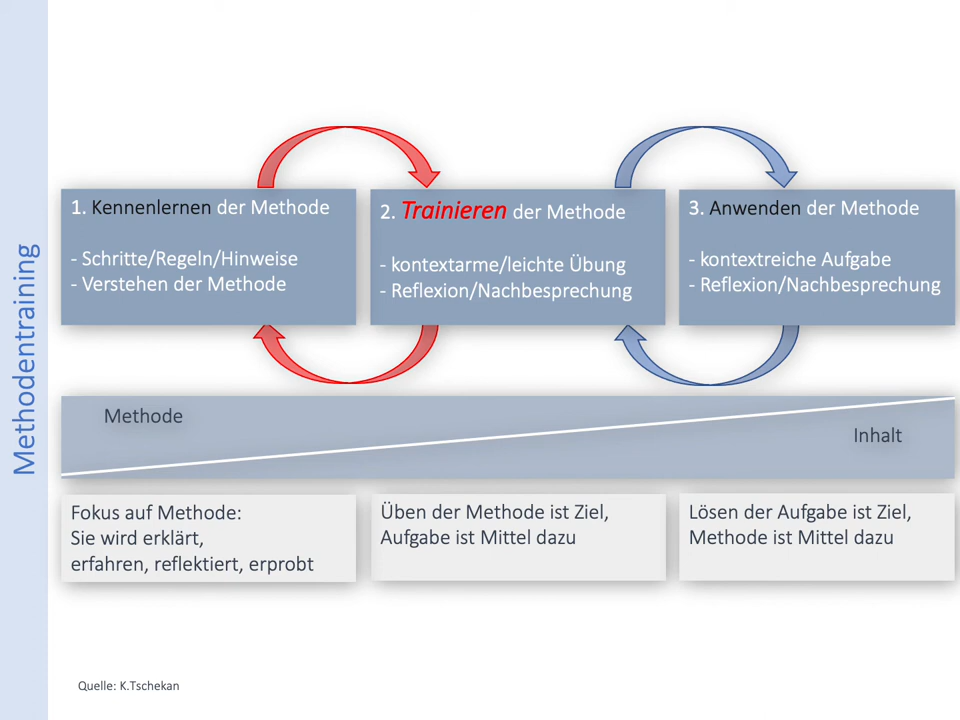 Methodentraining
1. Kennenlernen der Methode
- Schritte/Regeln/Hinweise
- Verstehen der Methode
2. Trainieren der Methode
- kontextarme/leichte Übung
- Reflexion/Nachbesprechung
3. Anwenden der Methode
- kontextreiche Aufgabe
- Reflexion/Nachbesprechung
Methode
Inhalt
Fokus auf Methode:
Sie wird erklärt,
erfahren, reflektiert, erprobt
Üben der Methode ist Ziel,
Aufgabe ist Mittel dazu
Lösen der Aufgabe ist Ziel,
Methode ist Mittel dazu
Quelle: K.Tschekan